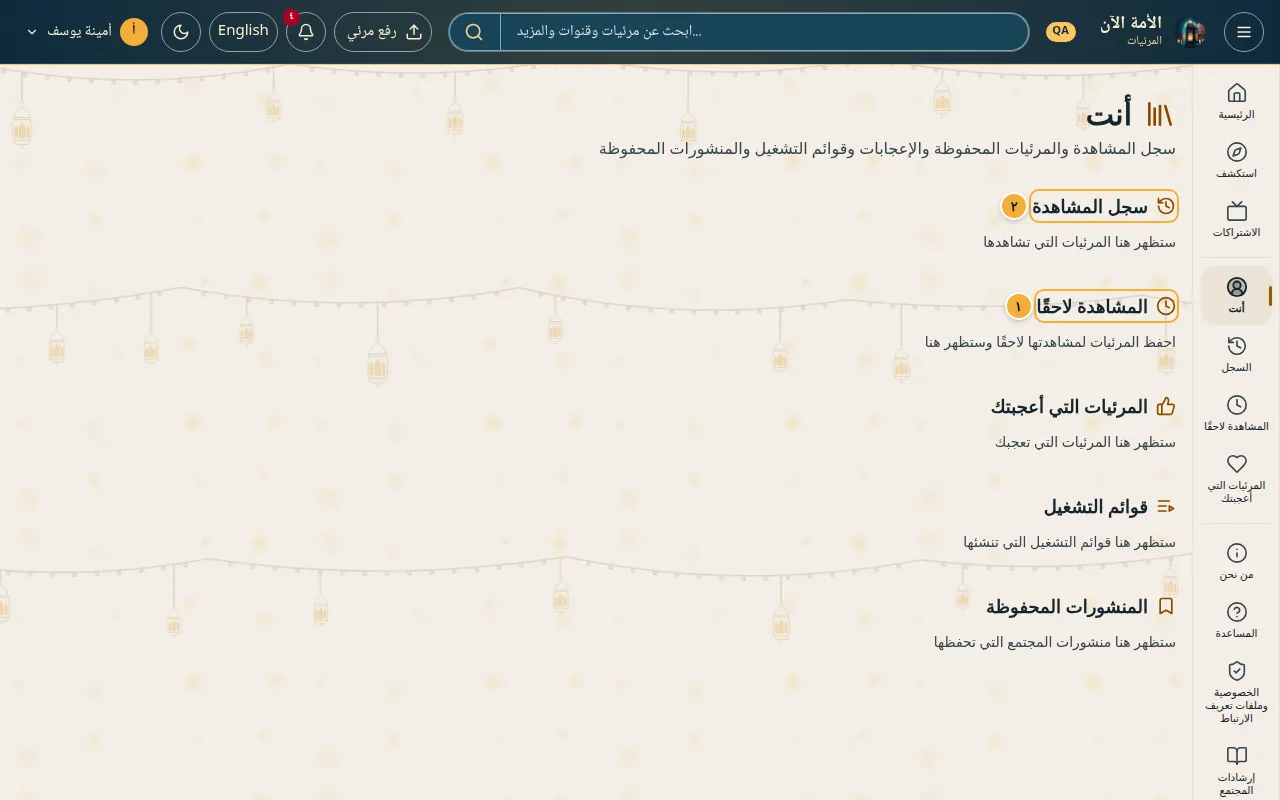 الأمة الآن
المرئيات
QA
ابحث عن مرئيات وقنوات والمزيد...
رفع مرئي
٤
English
أ
أمينة يوسف
الرئيسية
استكشف
الاشتراكات
أنت
السجل
المشاهدة لاحقًا
المرئيات التي
أعجبتك
من نحن
المساعدة
الخصوصية
وملفات تعريف
الارتباط
إرشادات
المجتمع
أنت
سجل المشاهدة والمرئيات المحفوظة والإعجابات وقوائم التشغيل والمنشورات المحفوظة
سجل المشاهدة
٢
ستظهر هنا المرئيات التي تشاهدها
المشاهدة لاحقًا
١
احفظ المرئيات لمشاهدتها لاحقًا وستظهر هنا
المرئيات التي أعجبتك
ستظهر هنا المرئيات التي تعجبك
قوائم التشغيل
ستظهر هنا قوائم التشغيل التي تنشئها
المنشورات المحفوظة
ستظهر هنا منشورات المجتمع التي تحفظها